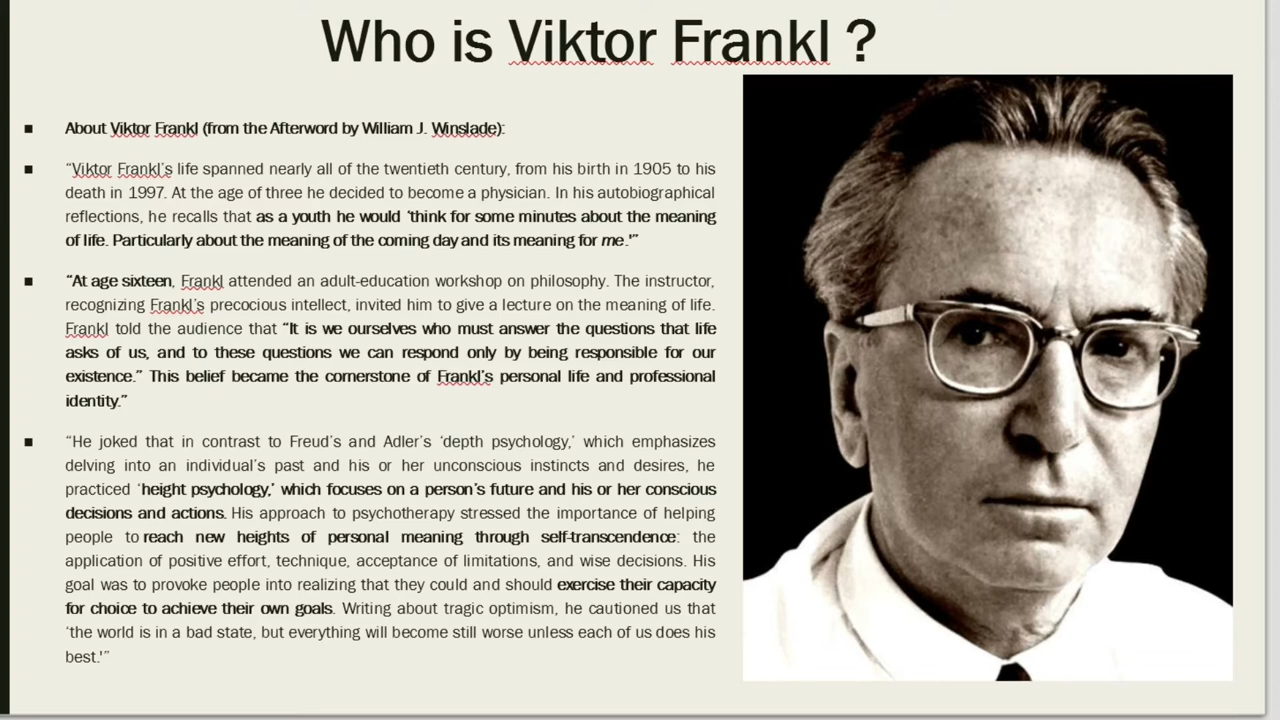 Who is Viktor Frankl ?
■ About Viktor Frankl (from the Afterword by William J. Winslade):
■ “Viktor Frankl’s life spanned nearly all of the twentieth century, from his birth in 1905 to his
death in 1997. At the age of three he decided to become a physician. In his autobiographical
reflections, he recalls that as a youth he would ‘think for some minutes about the meaning
of life. Particularly about the meaning of the coming day and its meaning for me.’”
■ “At age sixteen, Frankl attended an adult-education workshop on philosophy. The instructor,
recognizing Frankl’s precocious intellect, invited him to give a lecture on the meaning of life.
Frankl told the audience that “It is we ourselves who must answer the questions that life
asks of us, and to these questions we can respond only by being responsible for our
existence.” This belief became the cornerstone of Frankl’s personal life and professional
identity.”
■ “He joked that in contrast to Freud’s and Adler’s ‘depth psychology,’ which emphasizes
delving into an individual’s past and his or her unconscious instincts and desires, he
practiced ‘height psychology,’ which focuses on a person’s future and his or her conscious
decisions and actions. His approach to psychotherapy stressed the importance of helping
people to reach new heights of personal meaning through self-transcendence: the
application of positive effort, technique, acceptance of limitations, and wise decisions. His
goal was to provoke people into realizing that they could and should exercise their capacity
for choice to achieve their own goals. Writing about tragic optimism, he cautioned us that
‘the world is in a bad state, but everything will become still worse unless each of us does his
best.'”